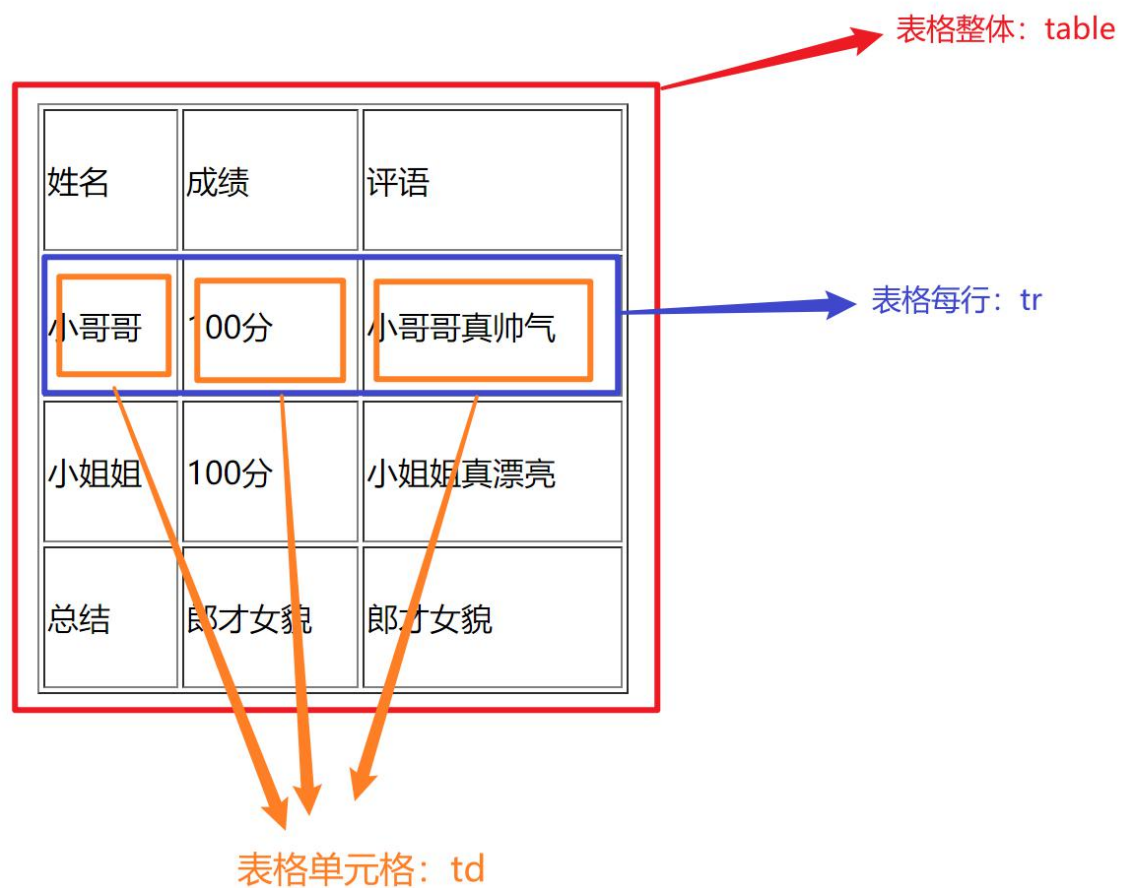 表格整体：table
姓名 成绩 评语
表格每行：tr
小哥哥 100分 小哥哥真帅气
小姐姐 100分 小姐姐真漂亮
总结 郎才女貌 郎才女貌
表格单元格：td